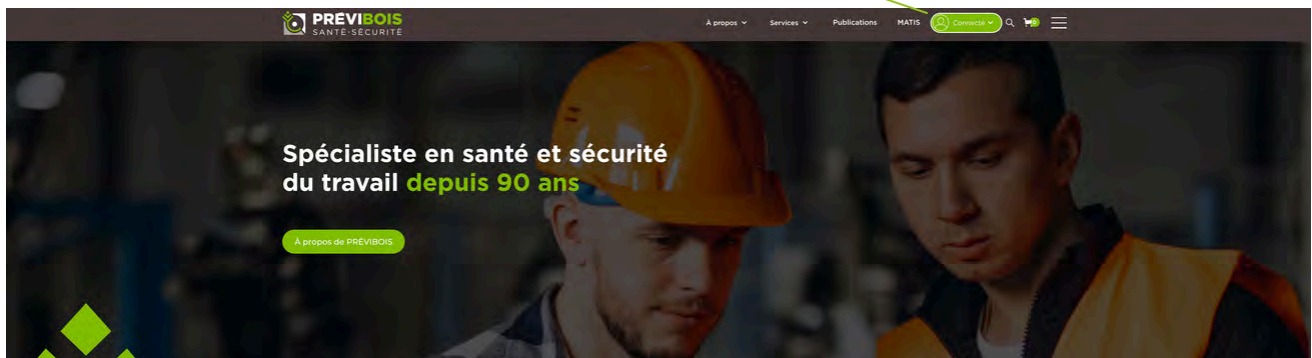 PRÉVIBOIS
SANTÉ-SÉCURITÉ
À propos
Services
Publications
MATIS
Connecté
0
Spécialiste en santé et sécurité
du travail depuis 90 ans
À propos de PRÉVIBOIS